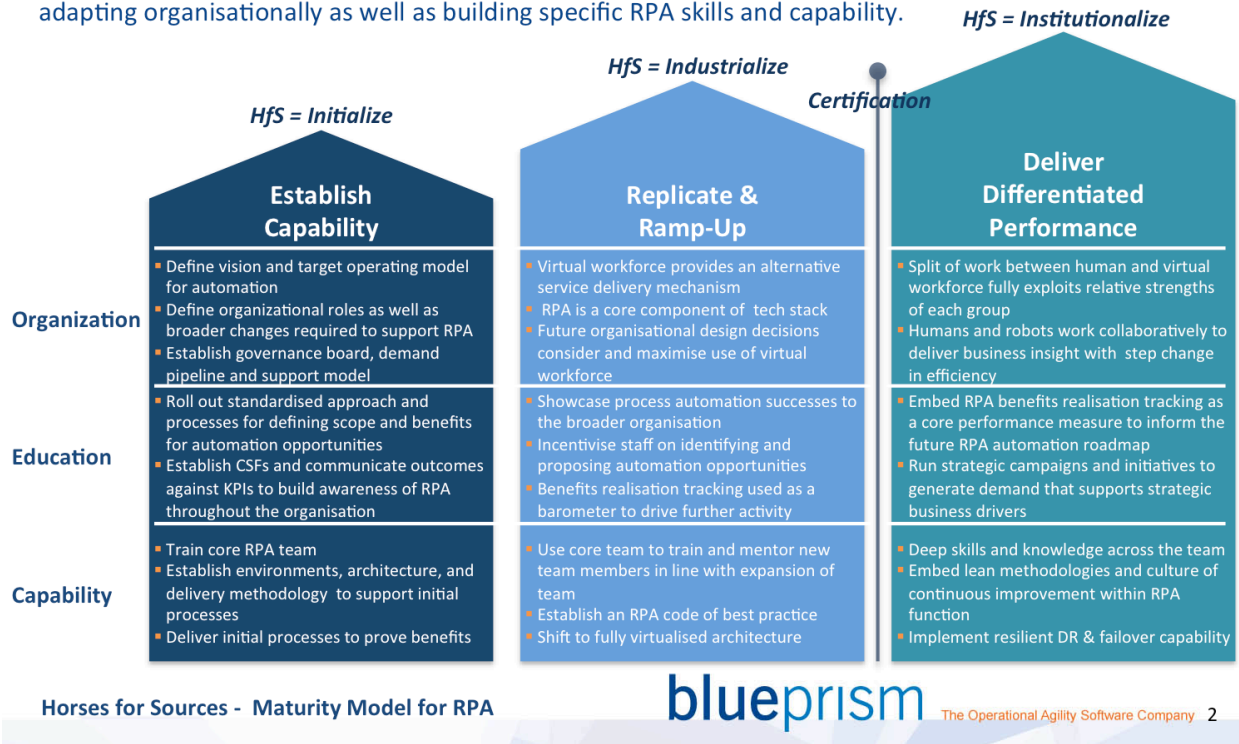 adapting organisationally as well as building specific RPA skills and capability.
HfS = Initialize
HfS = Industrialize
Certification
HfS = Institutionalize
Establish
Capability
Replicate &
Ramp-Up
Deliver
Differentiated
Performance
Organization
Define vision and target operating model
for automation
Define organizational roles as well as
broader changes required to support RPA
Establish governance board, demand
pipeline and support model
Virtual workforce provides an alternative
service delivery mechanism
RPA is a core component of tech stack
Future organisational design decisions
consider and maximise use of virtual
workforce
Split of work between human and virtual
workforce fully exploits relative strengths
of each group
Humans and robots work collaboratively to
deliver business insight with step change
in efficiency
Education
Roll out standardised approach and
processes for defining scope and benefits
for automation opportunities
Establish CSFs and communicate outcomes
against KPIs to build awareness of RPA
throughout the organisation
Showcase process automation successes to
the broader organisation
Incentivise staff on identifying and
proposing automation opportunities
Benefits realisation tracking used as a
barometer to drive further activity
Embed RPA benefits realisation tracking as
a core performance measure to inform the
future RPA automation roadmap
Run strategic campaigns and initiatives to
generate demand that supports strategic
business drivers
Capability
Train core RPA team
Establish environments, architecture, and
delivery methodology to support initial
processes
Deliver initial processes to prove benefits
Use core team to train and mentor new
team members in line with expansion of
team
Establish an RPA code of best practice
Shift to fully virtualised architecture
Deep skills and knowledge across the team
Embed lean methodologies and culture of
continuous improvement within RPA
function
Implement resilient DR & failover capability
Horses for Sources - Maturity Model for RPA
blueprism
The Operational Agility Software Company
2